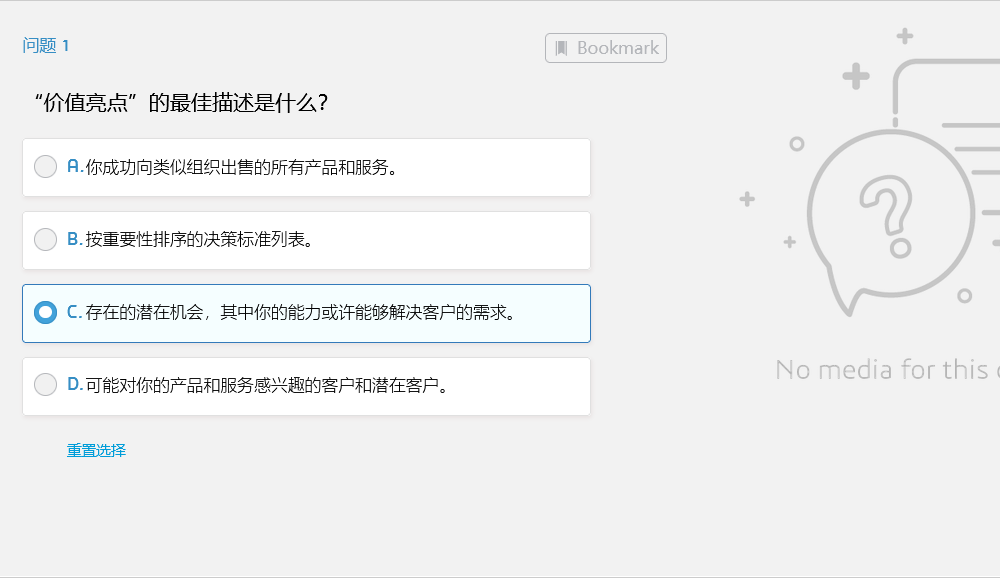 问题 1
Bookmark
“价值亮点”的最佳描述是什么?
A.你成功向类似组织出售的所有产品和服务。
B.按重要性排序的决策标准列表。
C.存在的潜在机会，其中你的能力或许能够解决客户的需求。
D.可能对你的产品和服务感兴趣的客户和潜在客户。
重置选择
No media for this